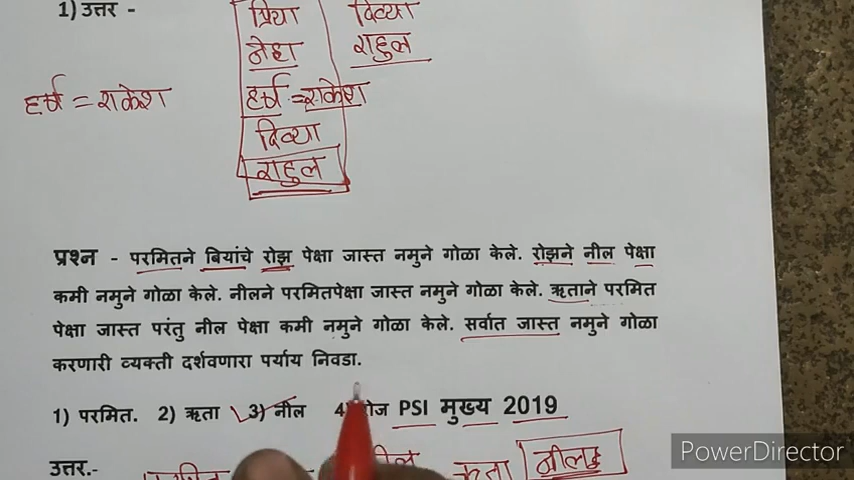 1) उत्तर -
प्रिया दिव्या
नेहा राहुल
हर्ष = राकेश हर्ष = राकेश
दिव्या
राहुल
प्रश्न - परमितने बियांचे रोझ पेक्षा जास्त नमुने गोळा केले. रोझने नील पेक्षा
कमी नमुने गोळा केले. नीलने परमितपेक्षा जास्त नमुने गोळा केले. ऋताने परमित
पेक्षा जास्त परंतु नील पेक्षा कमी नमुने गोळा केले. सर्वात जास्त नमुने गोळा
करणारी व्यक्ती दर्शवणारा पर्याय निवडा.
1) परमित. 2) ऋता 3) नील 4) रोज PSI मुख्य 2019
उत्तर.- ऋता
PowerDirector